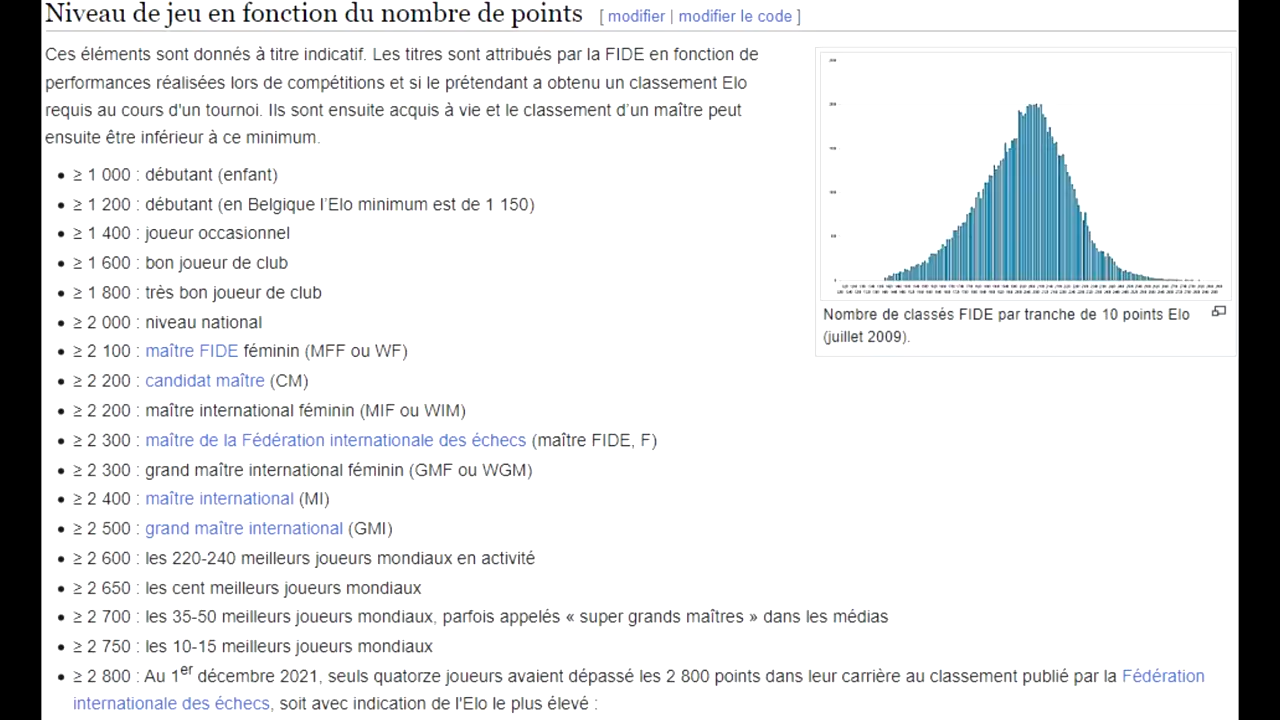 Niveau de jeu en fonction du nombre de points [ modifier | modifier le code ]
Ces éléments sont donnés à titre indicatif. Les titres sont attribués par la FIDE en fonction de
performances réalisées lors de compétitions et si le prétendant a obtenu un classement Elo
requis au cours d'un tournoi. Ils sont ensuite acquis à vie et le classement d'un maître peut
ensuite être inférieur à ce minimum.
• ≥ 1 000 : débutant (enfant)
• ≥ 1 200 : débutant (en Belgique l'Elo minimum est de 1 150)
• ≥ 1 400 : joueur occasionnel
• ≥ 1 600 : bon joueur de club
• ≥ 1 800 : très bon joueur de club
• ≥ 2 000 : niveau national
• ≥ 2 100 : maître FIDE féminin (MFF ou WF)
• ≥ 2 200 : candidat maître (CM)
• ≥ 2 200 : maître international féminin (MIF ou WIM)
• ≥ 2 300 : maître de la Fédération internationale des échecs (maître FIDE, F)
• ≥ 2 300 : grand maître international féminin (GMF ou WGM)
• ≥ 2 400 : maître international (MI)
• ≥ 2 500 : grand maître international (GMI)
• ≥ 2 600 : les 220-240 meilleurs joueurs mondiaux en activité
• ≥ 2 650 : les cent meilleurs joueurs mondiaux
• ≥ 2 700 : les 35-50 meilleurs joueurs mondiaux, parfois appelés « super grands maîtres » dans les médias
• ≥ 2 750 : les 10-15 meilleurs joueurs mondiaux
• ≥ 2 800 : Au 1er décembre 2021, seuls quatorze joueurs avaient dépassé les 2 800 points dans leur carrière au classement publié par la Fédération
internationale des échecs, soit avec indication de l'Elo le plus élevé :
Nombre de classés FIDE par tranche de 10 points Elo
(juillet 2009).